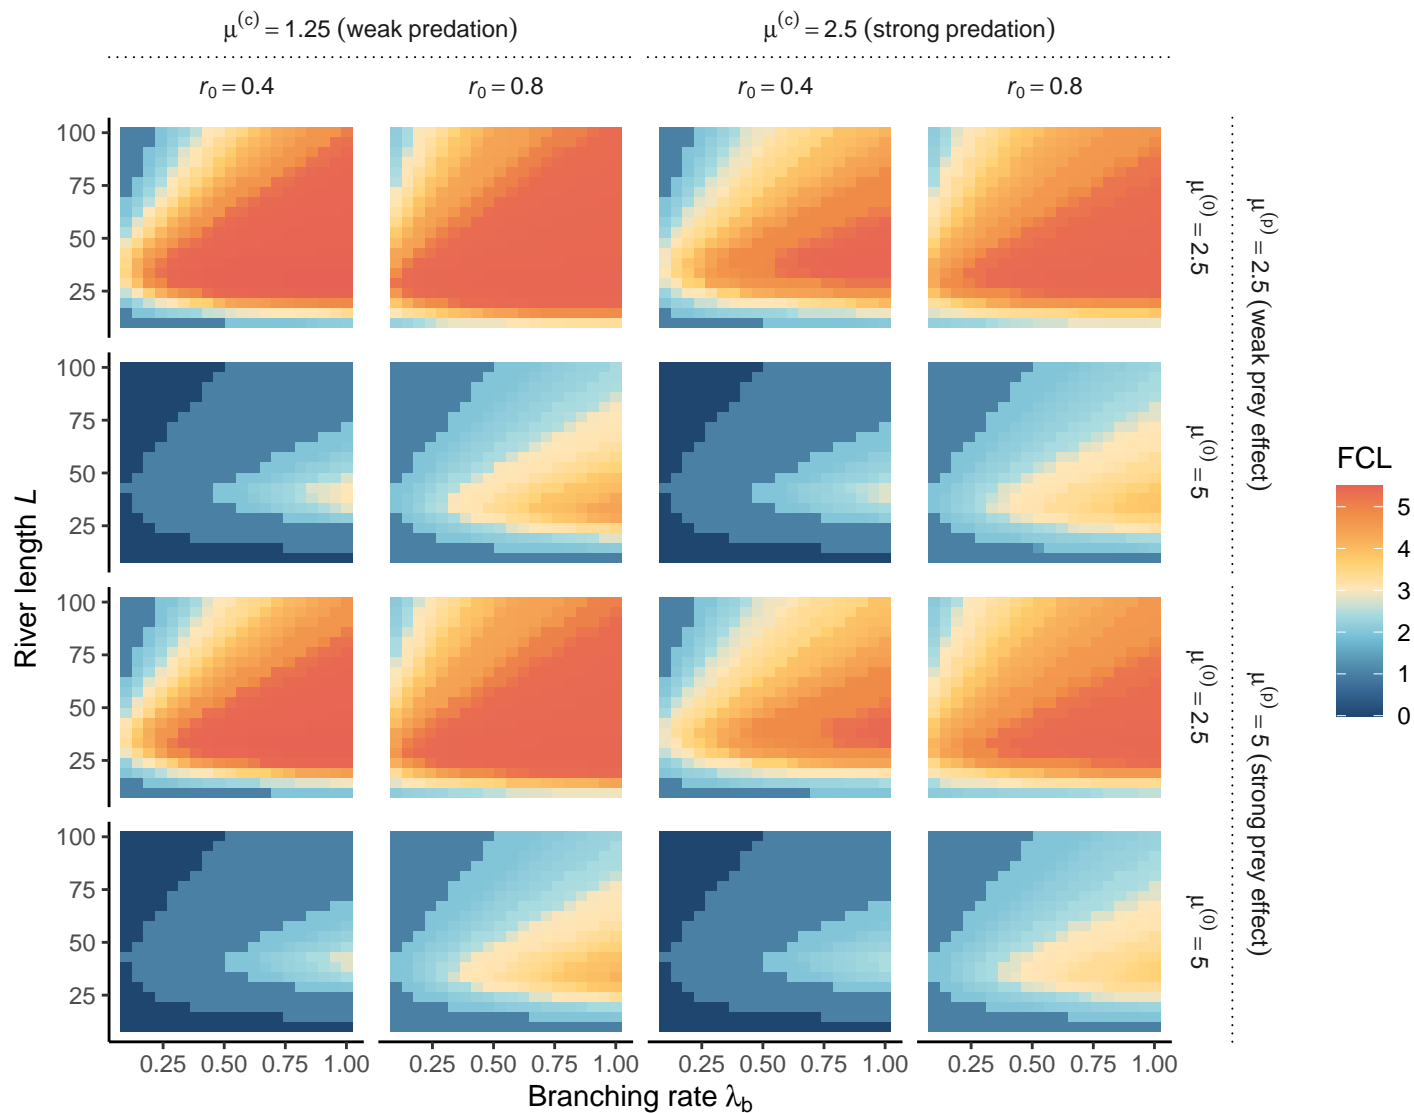 μ⁽ᶜ⁾ = 1.25 (weak predation) μ⁽ᶜ⁾ = 2.5 (strong predation)
r₀ = 0.4 r₀ = 0.8 r₀ = 0.4 r₀ = 0.8
100
75
50
25
μ⁽⁰⁾ = 2.5
100
75
50
25
μ⁽⁰⁾ = 5
μ⁽ᵖ⁾ = 2.5 (weak prey effect)
100
75
50
25
μ⁽⁰⁾ = 2.5
100
75
50
25
μ⁽⁰⁾ = 5
μ⁽ᵖ⁾ = 5 (strong prey effect)
River length L
0.25 0.50 0.75 1.00 0.25 0.50 0.75 1.00 0.25 0.50 0.75 1.00 0.25 0.50 0.75 1.00
Branching rate λb
FCL
5
4
3
2
1
0